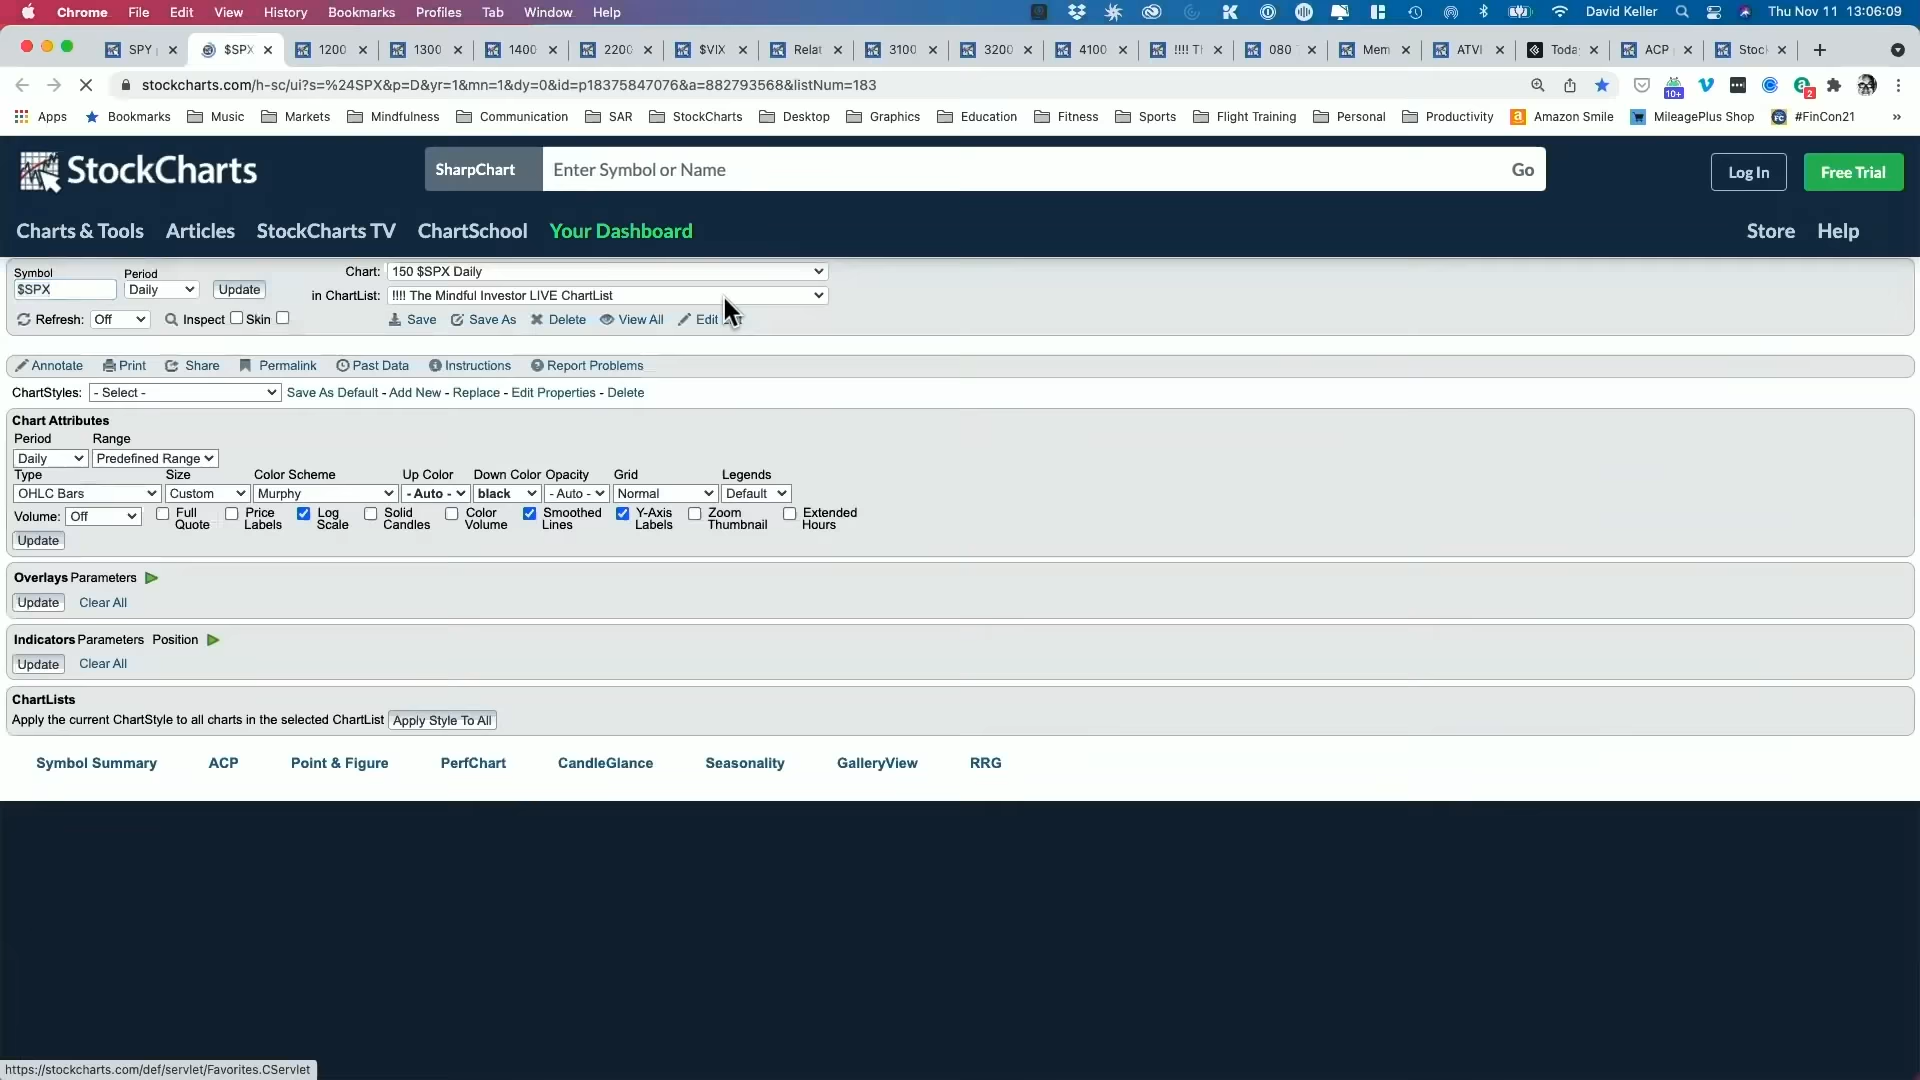 Chrome File Edit View History Bookmarks Profiles Tab Window Help David Keller Thu Nov 11 13:06:09
SPY $SPX 1200 1300 1400 2200 $VIX Relat 3100 3200 4100 !!!! T 080 Mem ATVI Toda ACP Stoc
stockcharts.com/h-sc/ui?s=%24SPX&p=D&yr=1&mn=1&dy=0&id=p18375847076&a=882793568&listNum=183 10+ 2
Apps Bookmarks Music Markets Mindfulness Communication SAR StockCharts Desktop Graphics Education Fitness Sports Flight Training Personal Productivity Amazon Smile MileagePlus Shop #FinCon21 »
StockCharts SharpChart Enter Symbol or Name Go Log In Free Trial
Charts & Tools Articles StockCharts TV ChartSchool Your Dashboard Store Help
Symbol Period Chart: 150 $SPX Daily
$SPX Daily Update in ChartList: !!!! The Mindful Investor LIVE ChartList
Refresh: Off Inspect Skin Save Save As Delete View All Edit
Annotate Print Share Permalink Past Data Instructions Report Problems
ChartStyles: - Select - Save As Default - Add New - Replace - Edit Properties - Delete
Chart Attributes
Period Range
Daily Predefined Range
Type Size Color Scheme Up Color Down Color Opacity Grid Legends
OHLC Bars Custom Murphy - Auto - black - Auto - Normal Default
Volume: Off Full Quote Price Labels Log Scale Solid Candles Color Volume Smoothed Lines Y-Axis Labels Zoom Thumbnail Extended Hours
Update
Overlays Parameters
Update Clear All
Indicators Parameters Position
Update Clear All
ChartLists
Apply the current ChartStyle to all charts in the selected ChartList Apply Style To All
Symbol Summary ACP Point & Figure PerfChart CandleGlance Seasonality GalleryView RRG
https://stockcharts.com/def/servlet/Favorites.CServlet